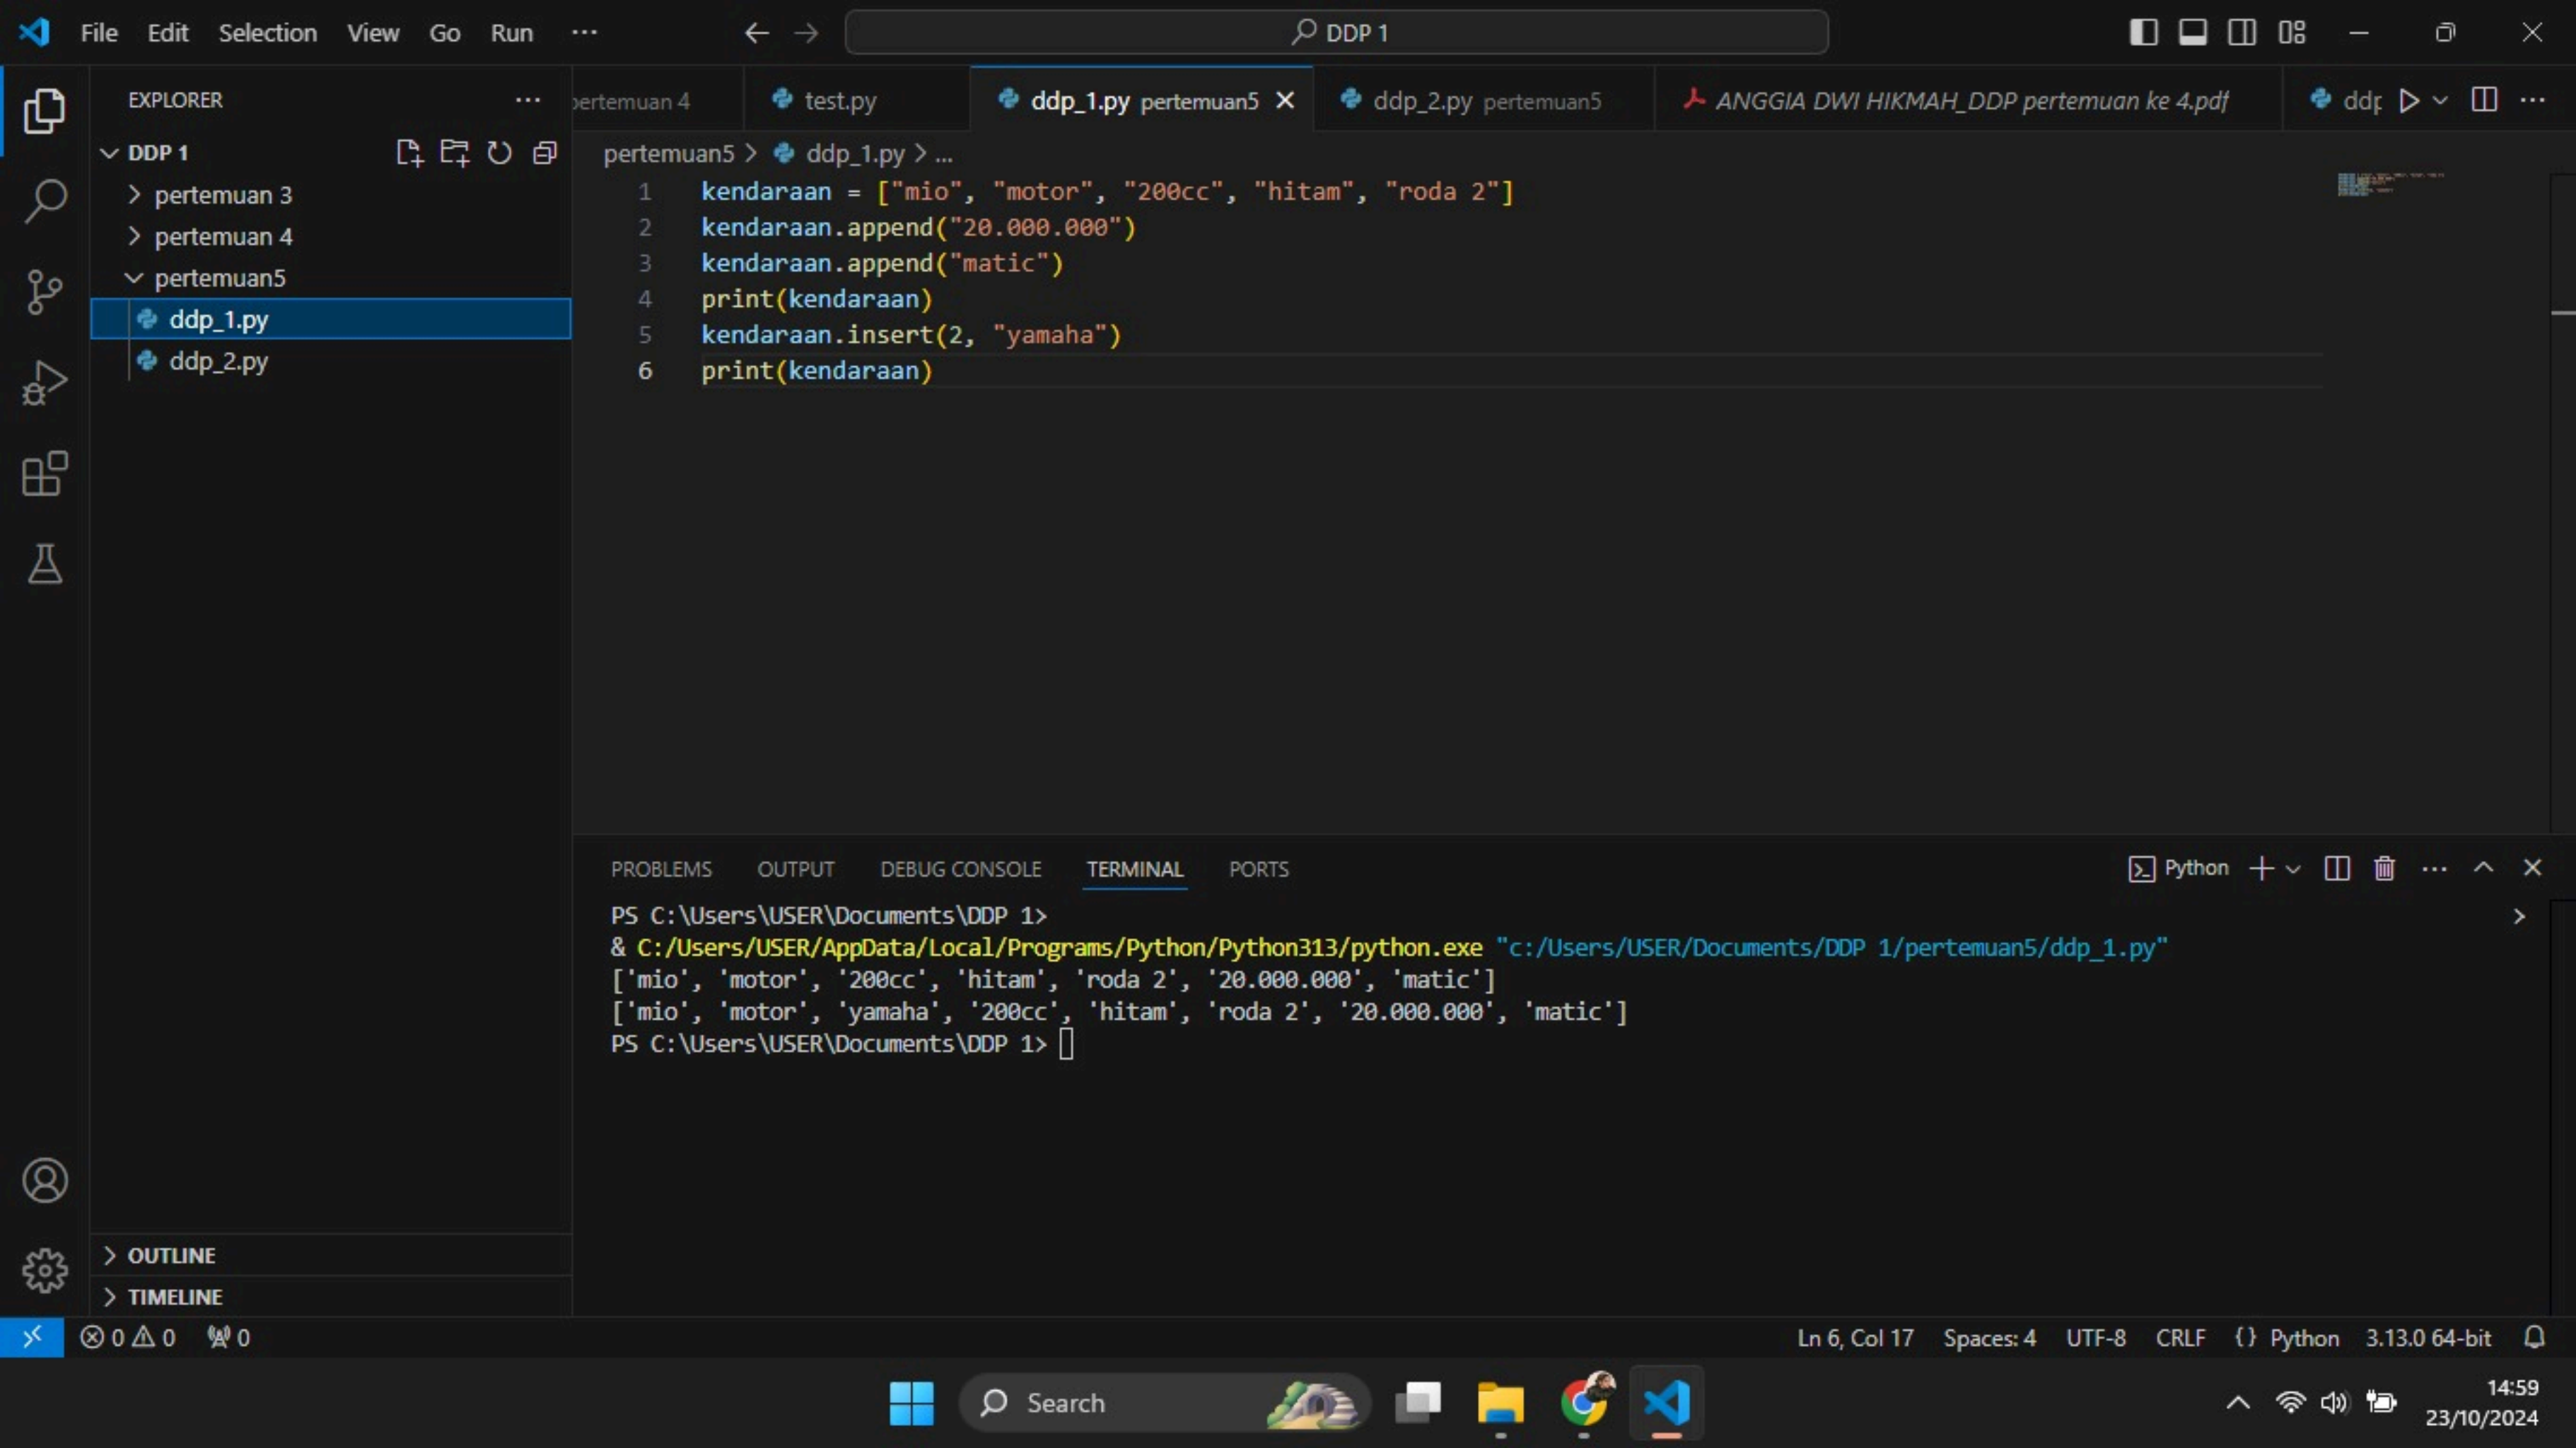 File Edit Selection View Go Run ··· DDP 1
EXPLORER ···
pertemuan 4 test.py ddp_1.py pertemuan5 ddp_2.py pertemuan5 ANGGIA DWI HIKMAH_DDP pertemuan ke 4.pdf ddp
DDP 1
pertemuan 3
pertemuan 4
pertemuan5
ddp_1.py
ddp_2.py
OUTLINE
TIMELINE
pertemuan5 > ddp_1.py > ...
1 kendaraan = ["mio", "motor", "200cc", "hitam", "roda 2"]
2 kendaraan.append("20.000.000")
3 kendaraan.append("matic")
4 print(kendaraan)
5 kendaraan.insert(2, "yamaha")
6 print(kendaraan)
PROBLEMS OUTPUT DEBUG CONSOLE TERMINAL PORTS Python
PS C:\Users\USER\Documents\DDP 1>
& C:/Users/USER/AppData/Local/Programs/Python/Python313/python.exe "c:/Users/USER/Documents/DDP 1/pertemuan5/ddp_1.py"
['mio', 'motor', '200cc', 'hitam', 'roda 2', '20.000.000', 'matic']
['mio', 'motor', 'yamaha', '200cc', 'hitam', 'roda 2', '20.000.000', 'matic']
PS C:\Users\USER\Documents\DDP 1>
0 0 0 Ln 6, Col 17 Spaces: 4 UTF-8 CRLF {} Python 3.13.0 64-bit
Search
14:59
23/10/2024